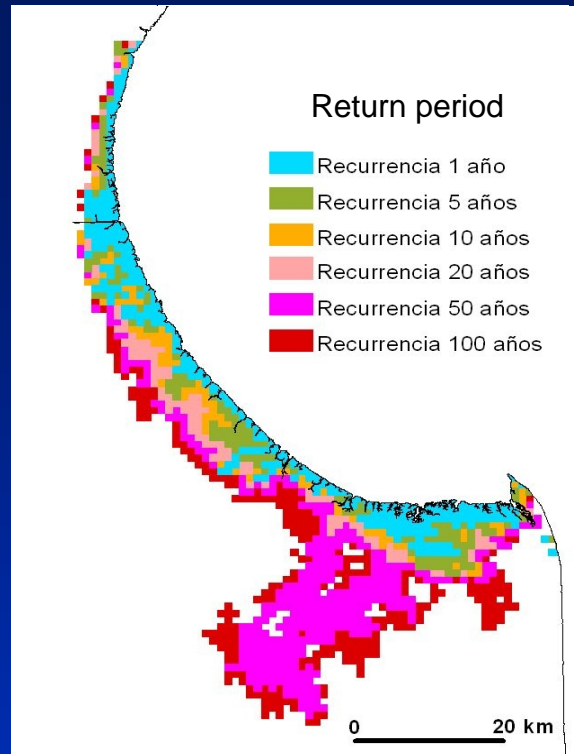 Return period
Recurrencia 1 año
Recurrencia 5 años
Recurrencia 10 años
Recurrencia 20 años
Recurrencia 50 años
Recurrencia 100 años
0 20 km